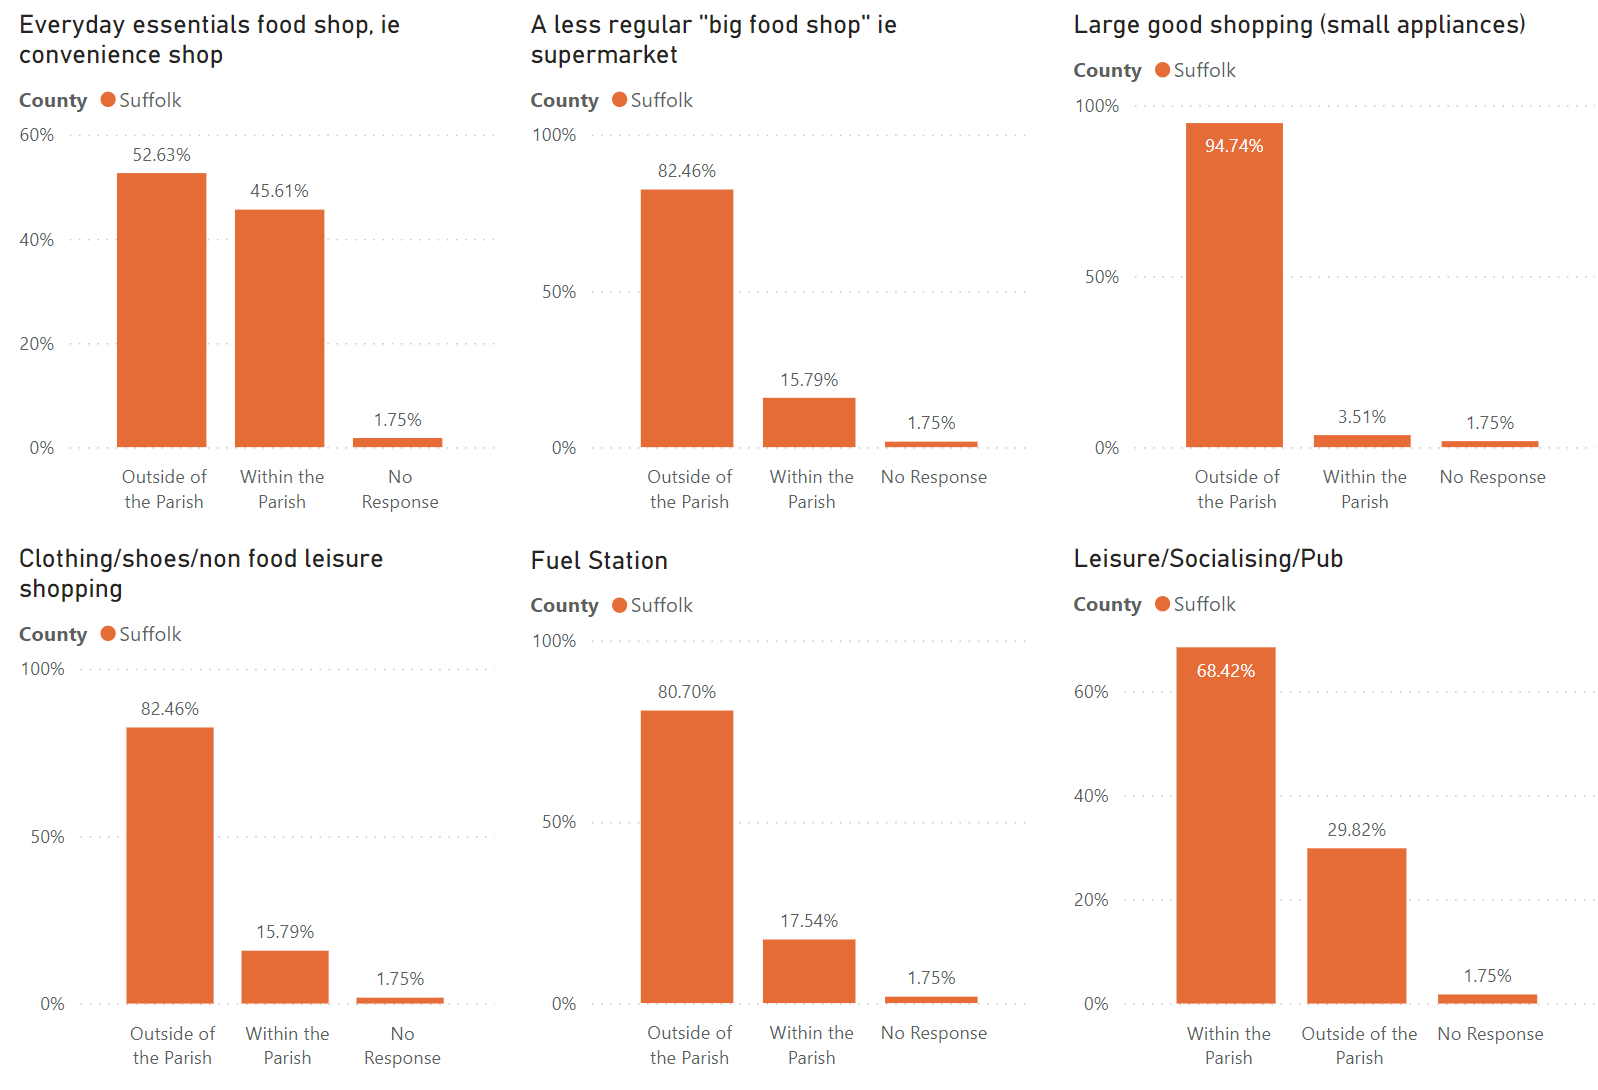 Everyday essentials food shop, ie
convenience shop
County Suffolk
60%
52.63%
45.61%
40%
20%
1.75%
0%
Outside of
the Parish
Within the
Parish
No
Response
A less regular "big food shop" ie
supermarket
County Suffolk
100%
82.46%
50%
15.79%
1.75%
0%
Outside of
the Parish
Within the
Parish
No Response
Large good shopping (small appliances)
County Suffolk
100%
94.74%
50%
3.51%
1.75%
0%
Outside of
the Parish
Within the
Parish
No Response
Clothing/shoes/non food leisure
shopping
County Suffolk
100%
82.46%
50%
15.79%
1.75%
0%
Outside of
the Parish
Within the
Parish
No
Response
Fuel Station
County Suffolk
100%
80.70%
50%
17.54%
1.75%
0%
Outside of
the Parish
Within the
Parish
No Response
Leisure/Socialising/Pub
County Suffolk
68.42%
60%
40%
29.82%
20%
1.75%
0%
Within the
Parish
Outside of the
Parish
No Response